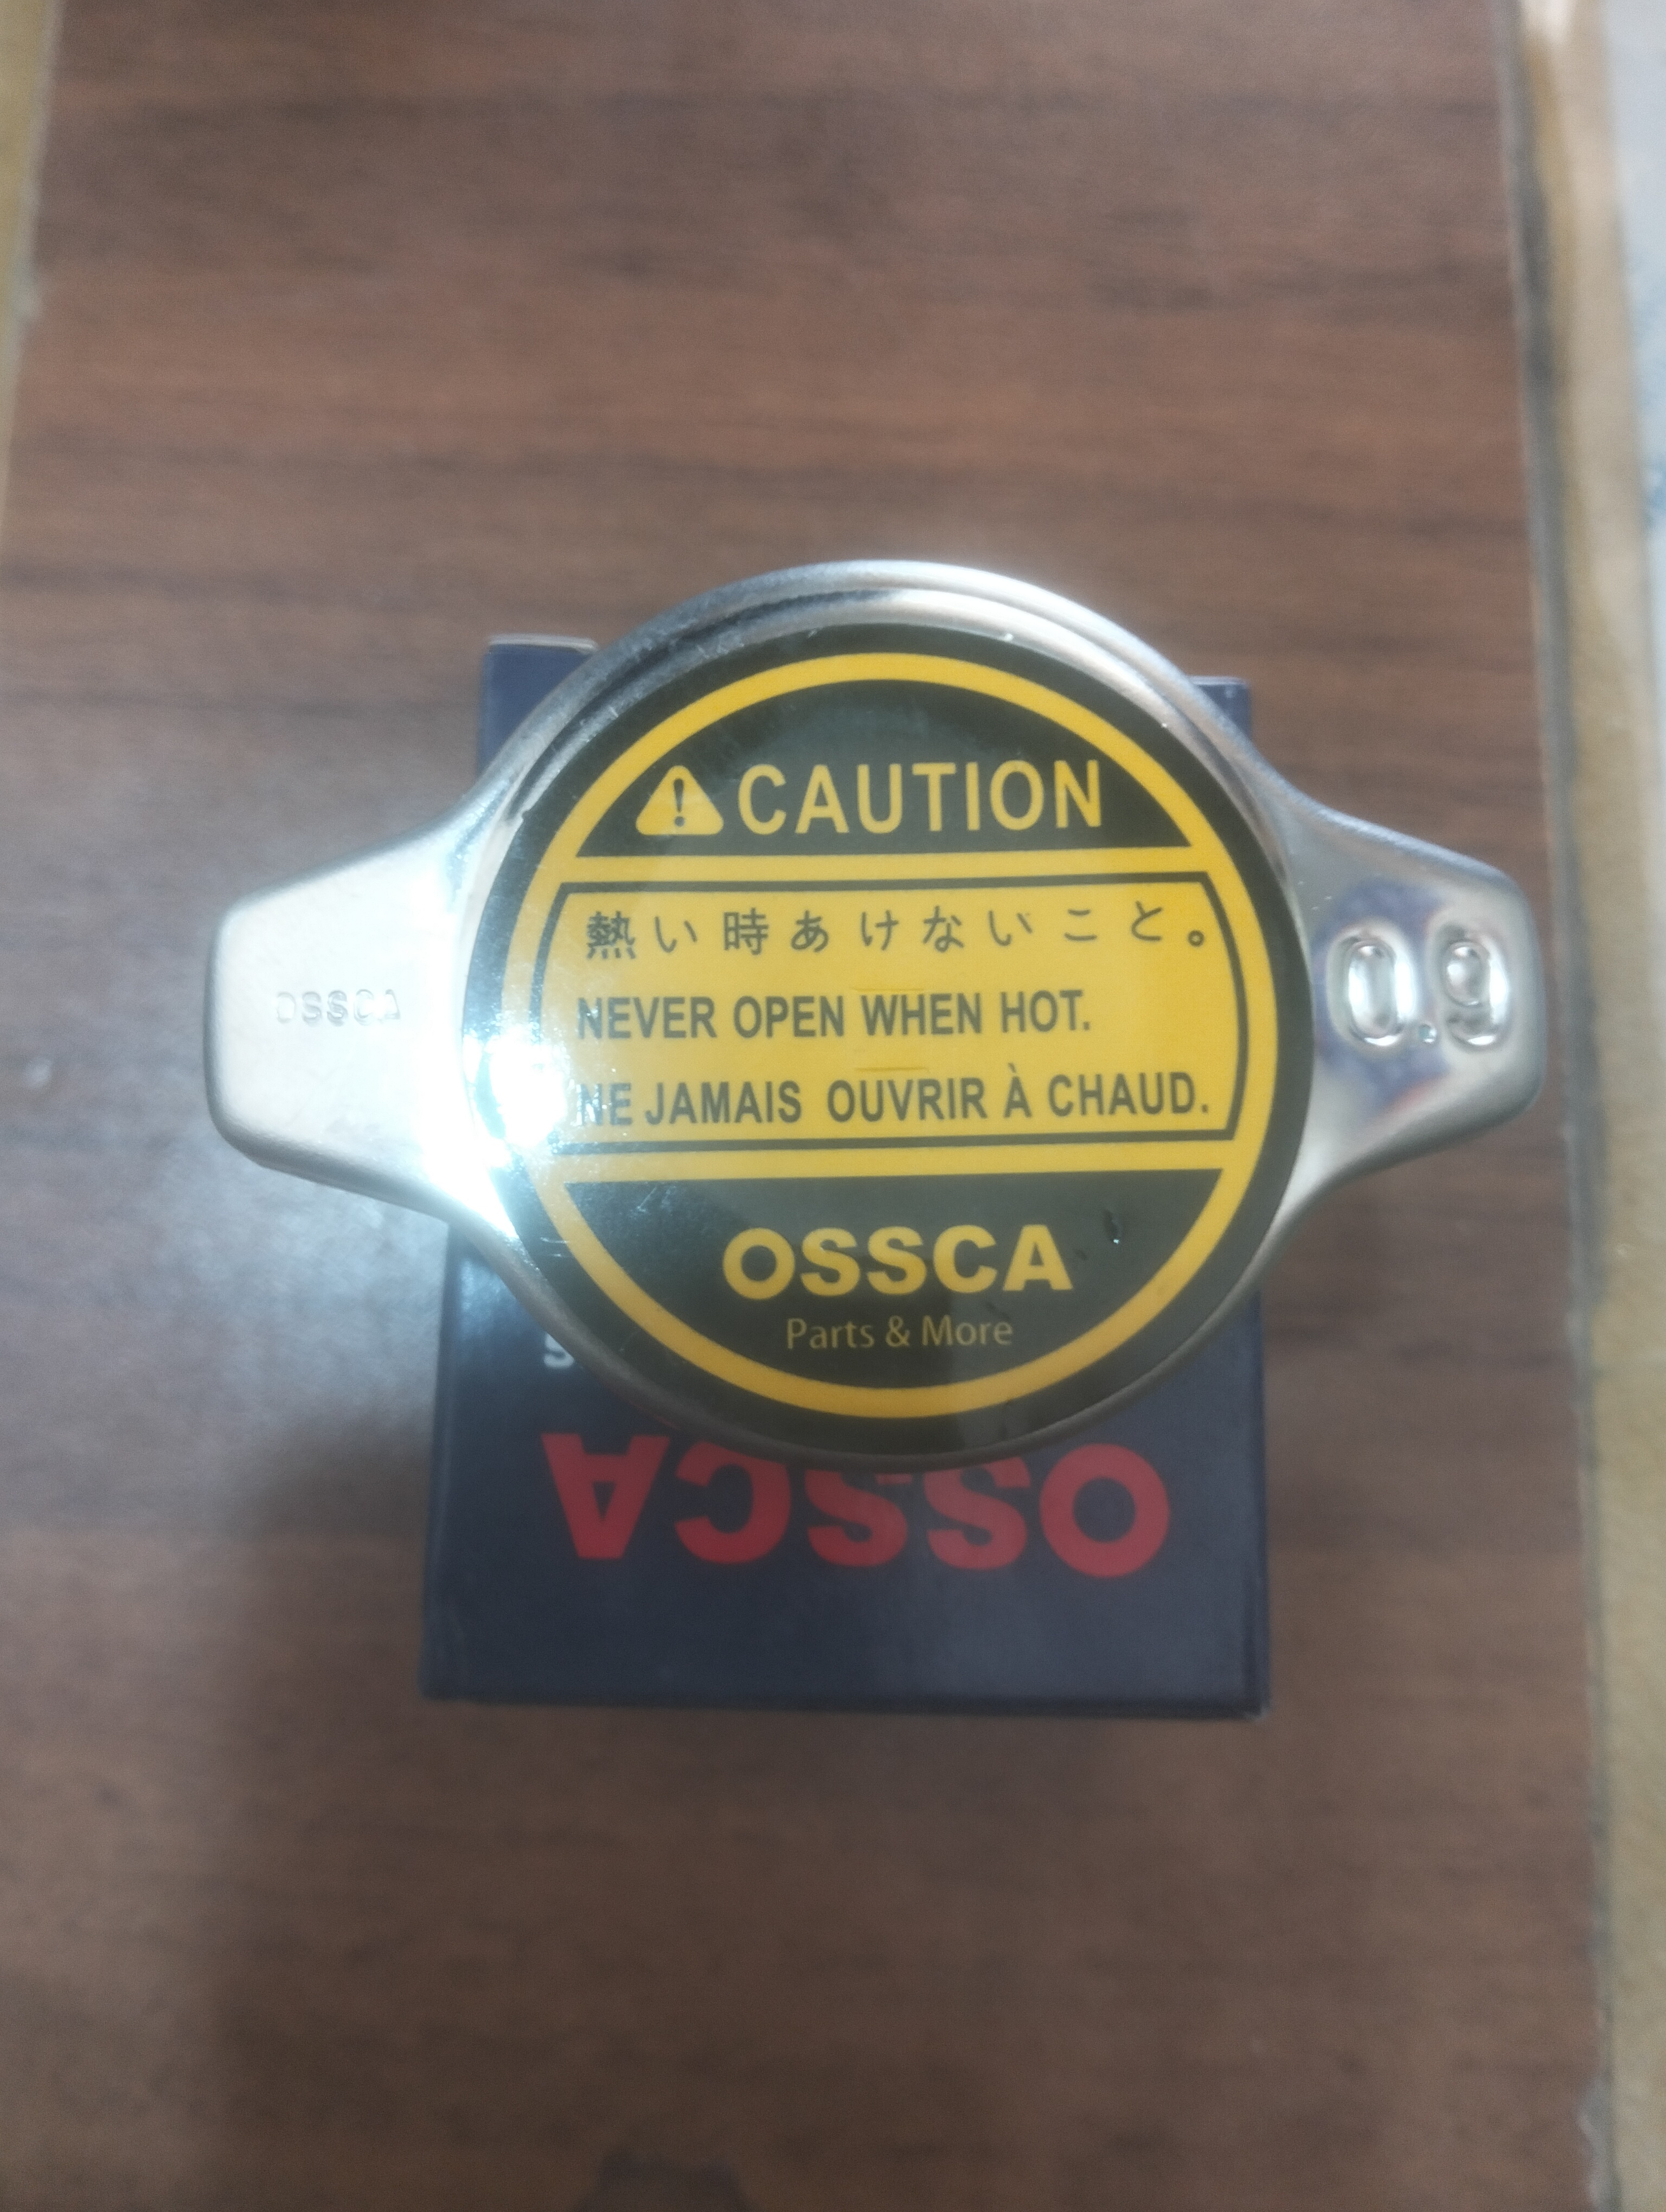 CAUTION
熱い時あけないこと。
NEVER OPEN WHEN HOT.
NE JAMAIS OUVRIR À CHAUD.
OSSCA
Parts & More
OSSCA
0.9
OSSCA